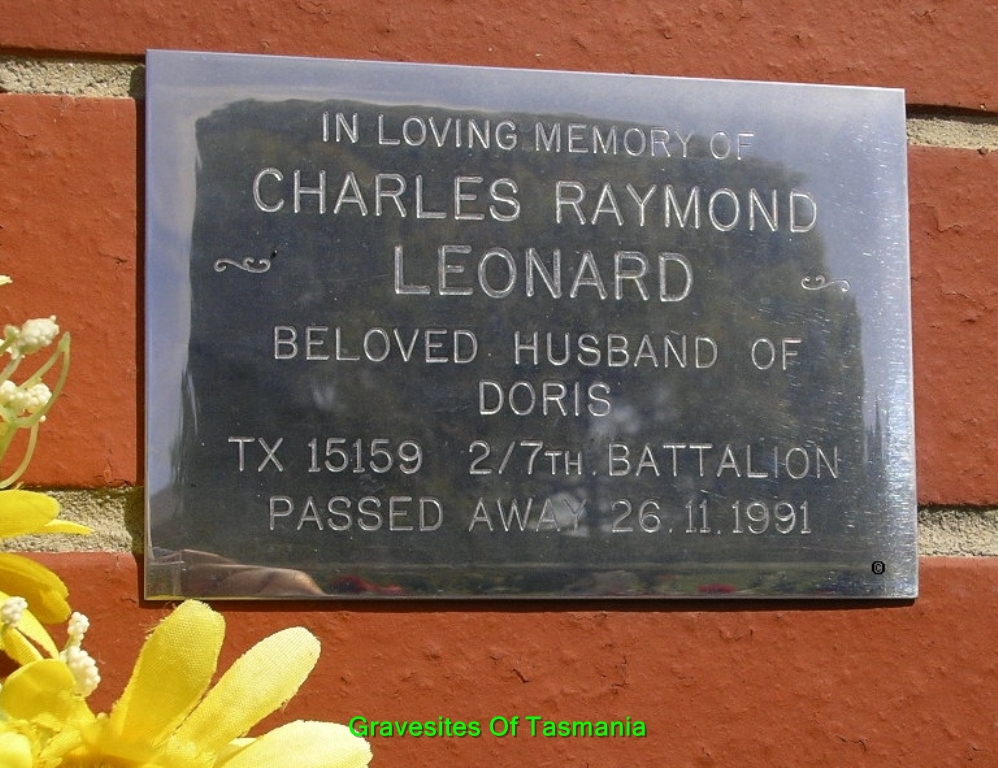 IN LOVING MEMORY OF
CHARLES RAYMOND
LEONARD
BELOVED HUSBAND OF
DORIS
TX 15159 2/7TH BATTALION
PASSED AWAY 26.11.1991
©
Gravesites Of Tasmania